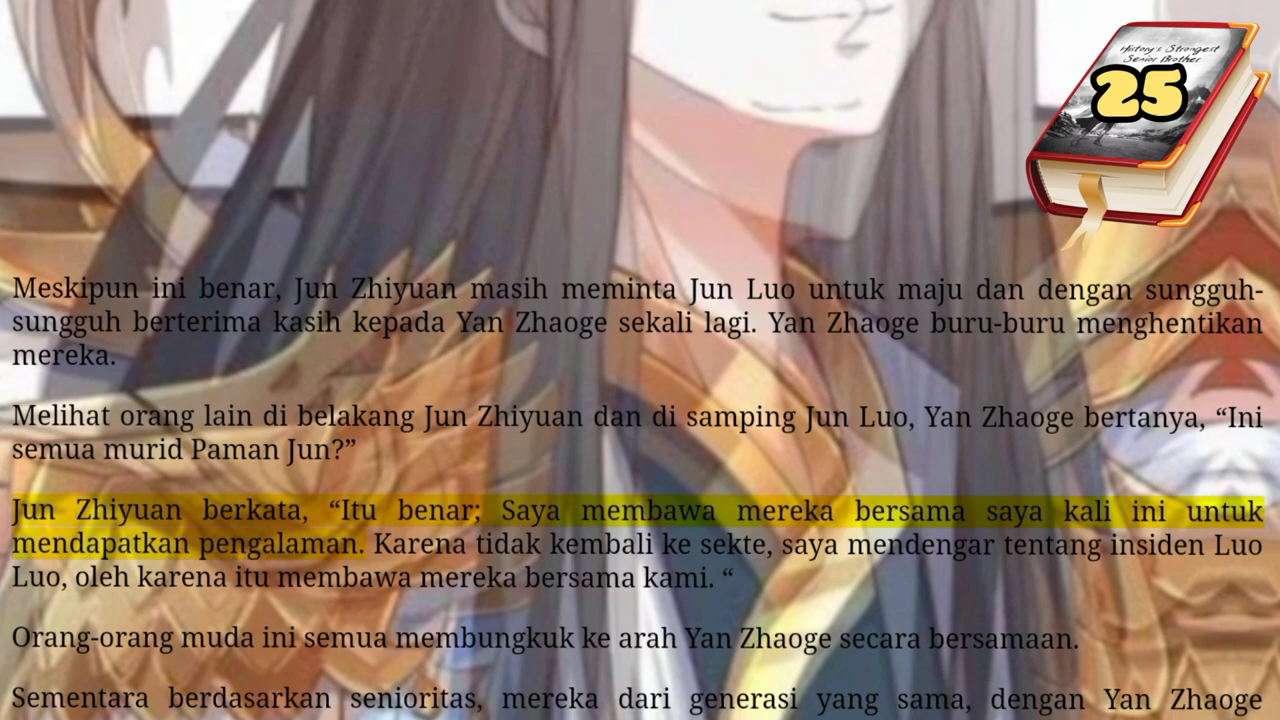 History's Strongest
Senior Brother
25
Meskipun ini benar, Jun Zhiyuan masih meminta Jun Luo untuk maju dan dengan sungguh-
sungguh berterima kasih kepada Yan Zhaoge sekali lagi. Yan Zhaoge buru-buru menghentikan
mereka.
Melihat orang lain di belakang Jun Zhiyuan dan di samping Jun Luo, Yan Zhaoge bertanya, “Ini
semua murid Paman Jun?”
Jun Zhiyuan berkata, “Itu benar; Saya membawa mereka bersama saya kali ini untuk
mendapatkan pengalaman. Karena tidak kembali ke sekte, saya mendengar tentang insiden Luo
Luo, oleh karena itu membawa mereka bersama kami. “
Orang-orang muda ini semua membungkuk ke arah Yan Zhaoge secara bersamaan.
Sementara berdasarkan senioritas, mereka dari generasi yang sama, dengan Yan Zhaoge